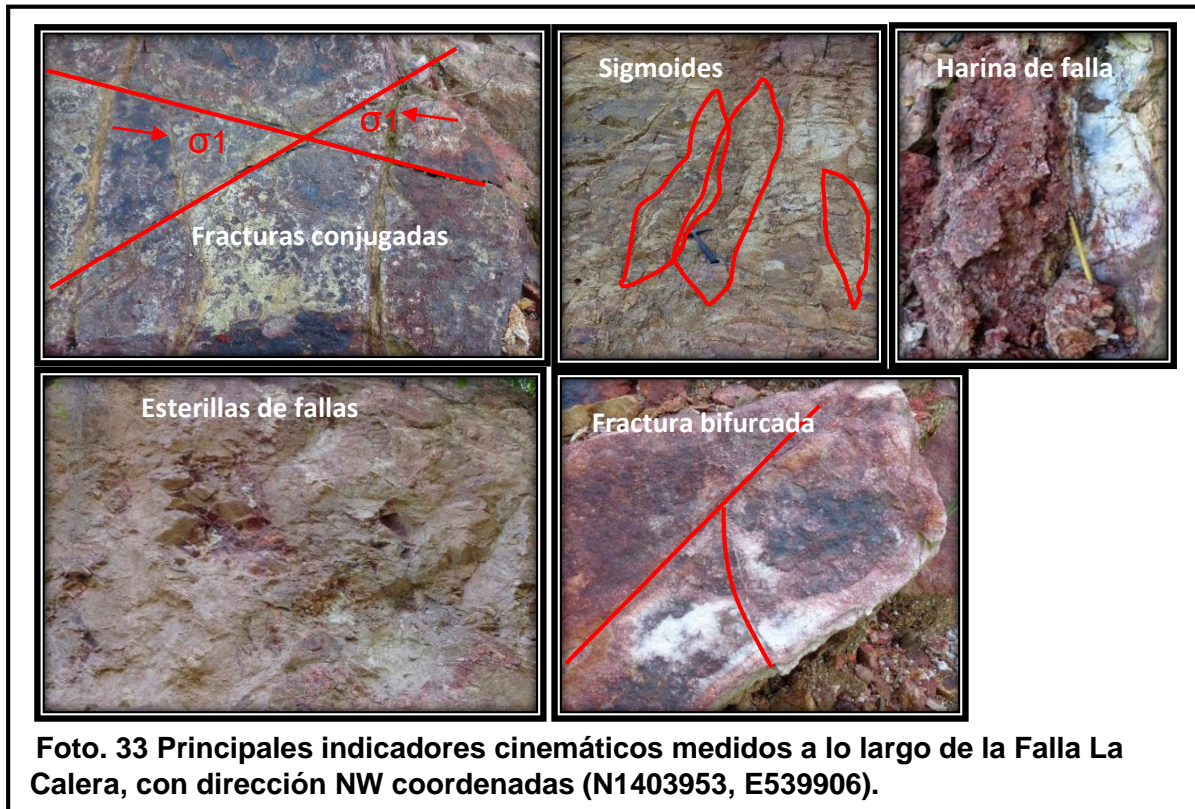 σ1
σ1
Fracturas conjugadas
Sigmoides
Harina de falla
Esterillas de fallas
Fractura bifurcada
Foto. 33 Principales indicadores cinemáticos medidos a lo largo de la Falla La
Calera, con dirección NW coordenadas (N1403953, E539906).